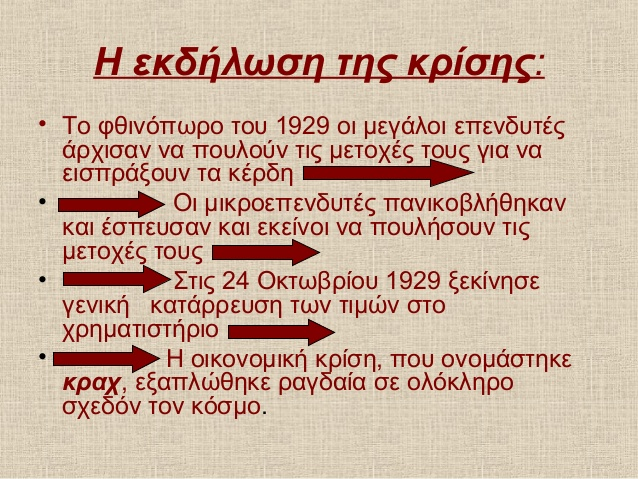 Η εκδήλωση της κρίσης:
• Το φθινόπωρο του 1929 οι μεγάλοι επενδυτές
άρχισαν να πουλούν τις μετοχές τους για να
εισπράξουν τα κέρδη
• Οι μικροεπενδυτές πανικοβλήθηκαν
και έσπευσαν και εκείνοι να πουλήσουν τις
μετοχές τους
• Στις 24 Οκτωβρίου 1929 ξεκίνησε
γενική κατάρρευση των τιμών στο
χρηματιστήριο
• Η οικονομική κρίση, που ονομάστηκε
κραχ, εξαπλώθηκε ραγδαία σε ολόκληρο
σχεδόν τον κόσμο.